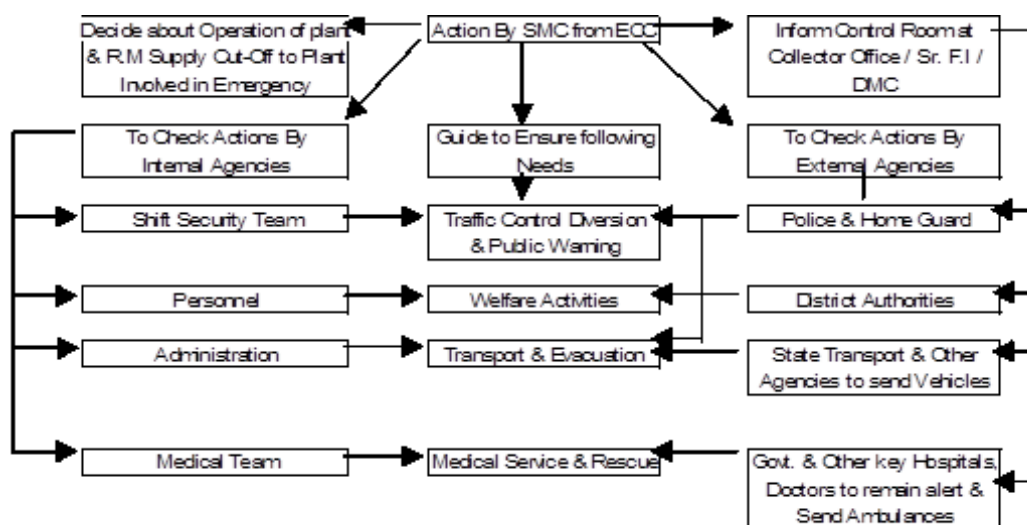 Decide about Operation of plant
& R.M Supply Cut-Off to Plant
Involved in Emergency
Action By SMC from ECC
Inform Control Room at
Collector Office / Sr. F.I /
DMC
To Check Actions By
Internal Agencies
Guide to Ensure following
Needs
To Check Actions By
External Agencies
Shift Security Team
Traffic Control Diversion
& Public Warning
Police & Home Guard
Personnel
Welfare Activities
District Authorities
Administration
Transport & Evacuation
State Transport & Other
Agencies to send Vehicles
Medical Team
Medical Service & Rescue
Govt. & Other key Hospitals,
Doctors to remain alert &
Send Ambulances